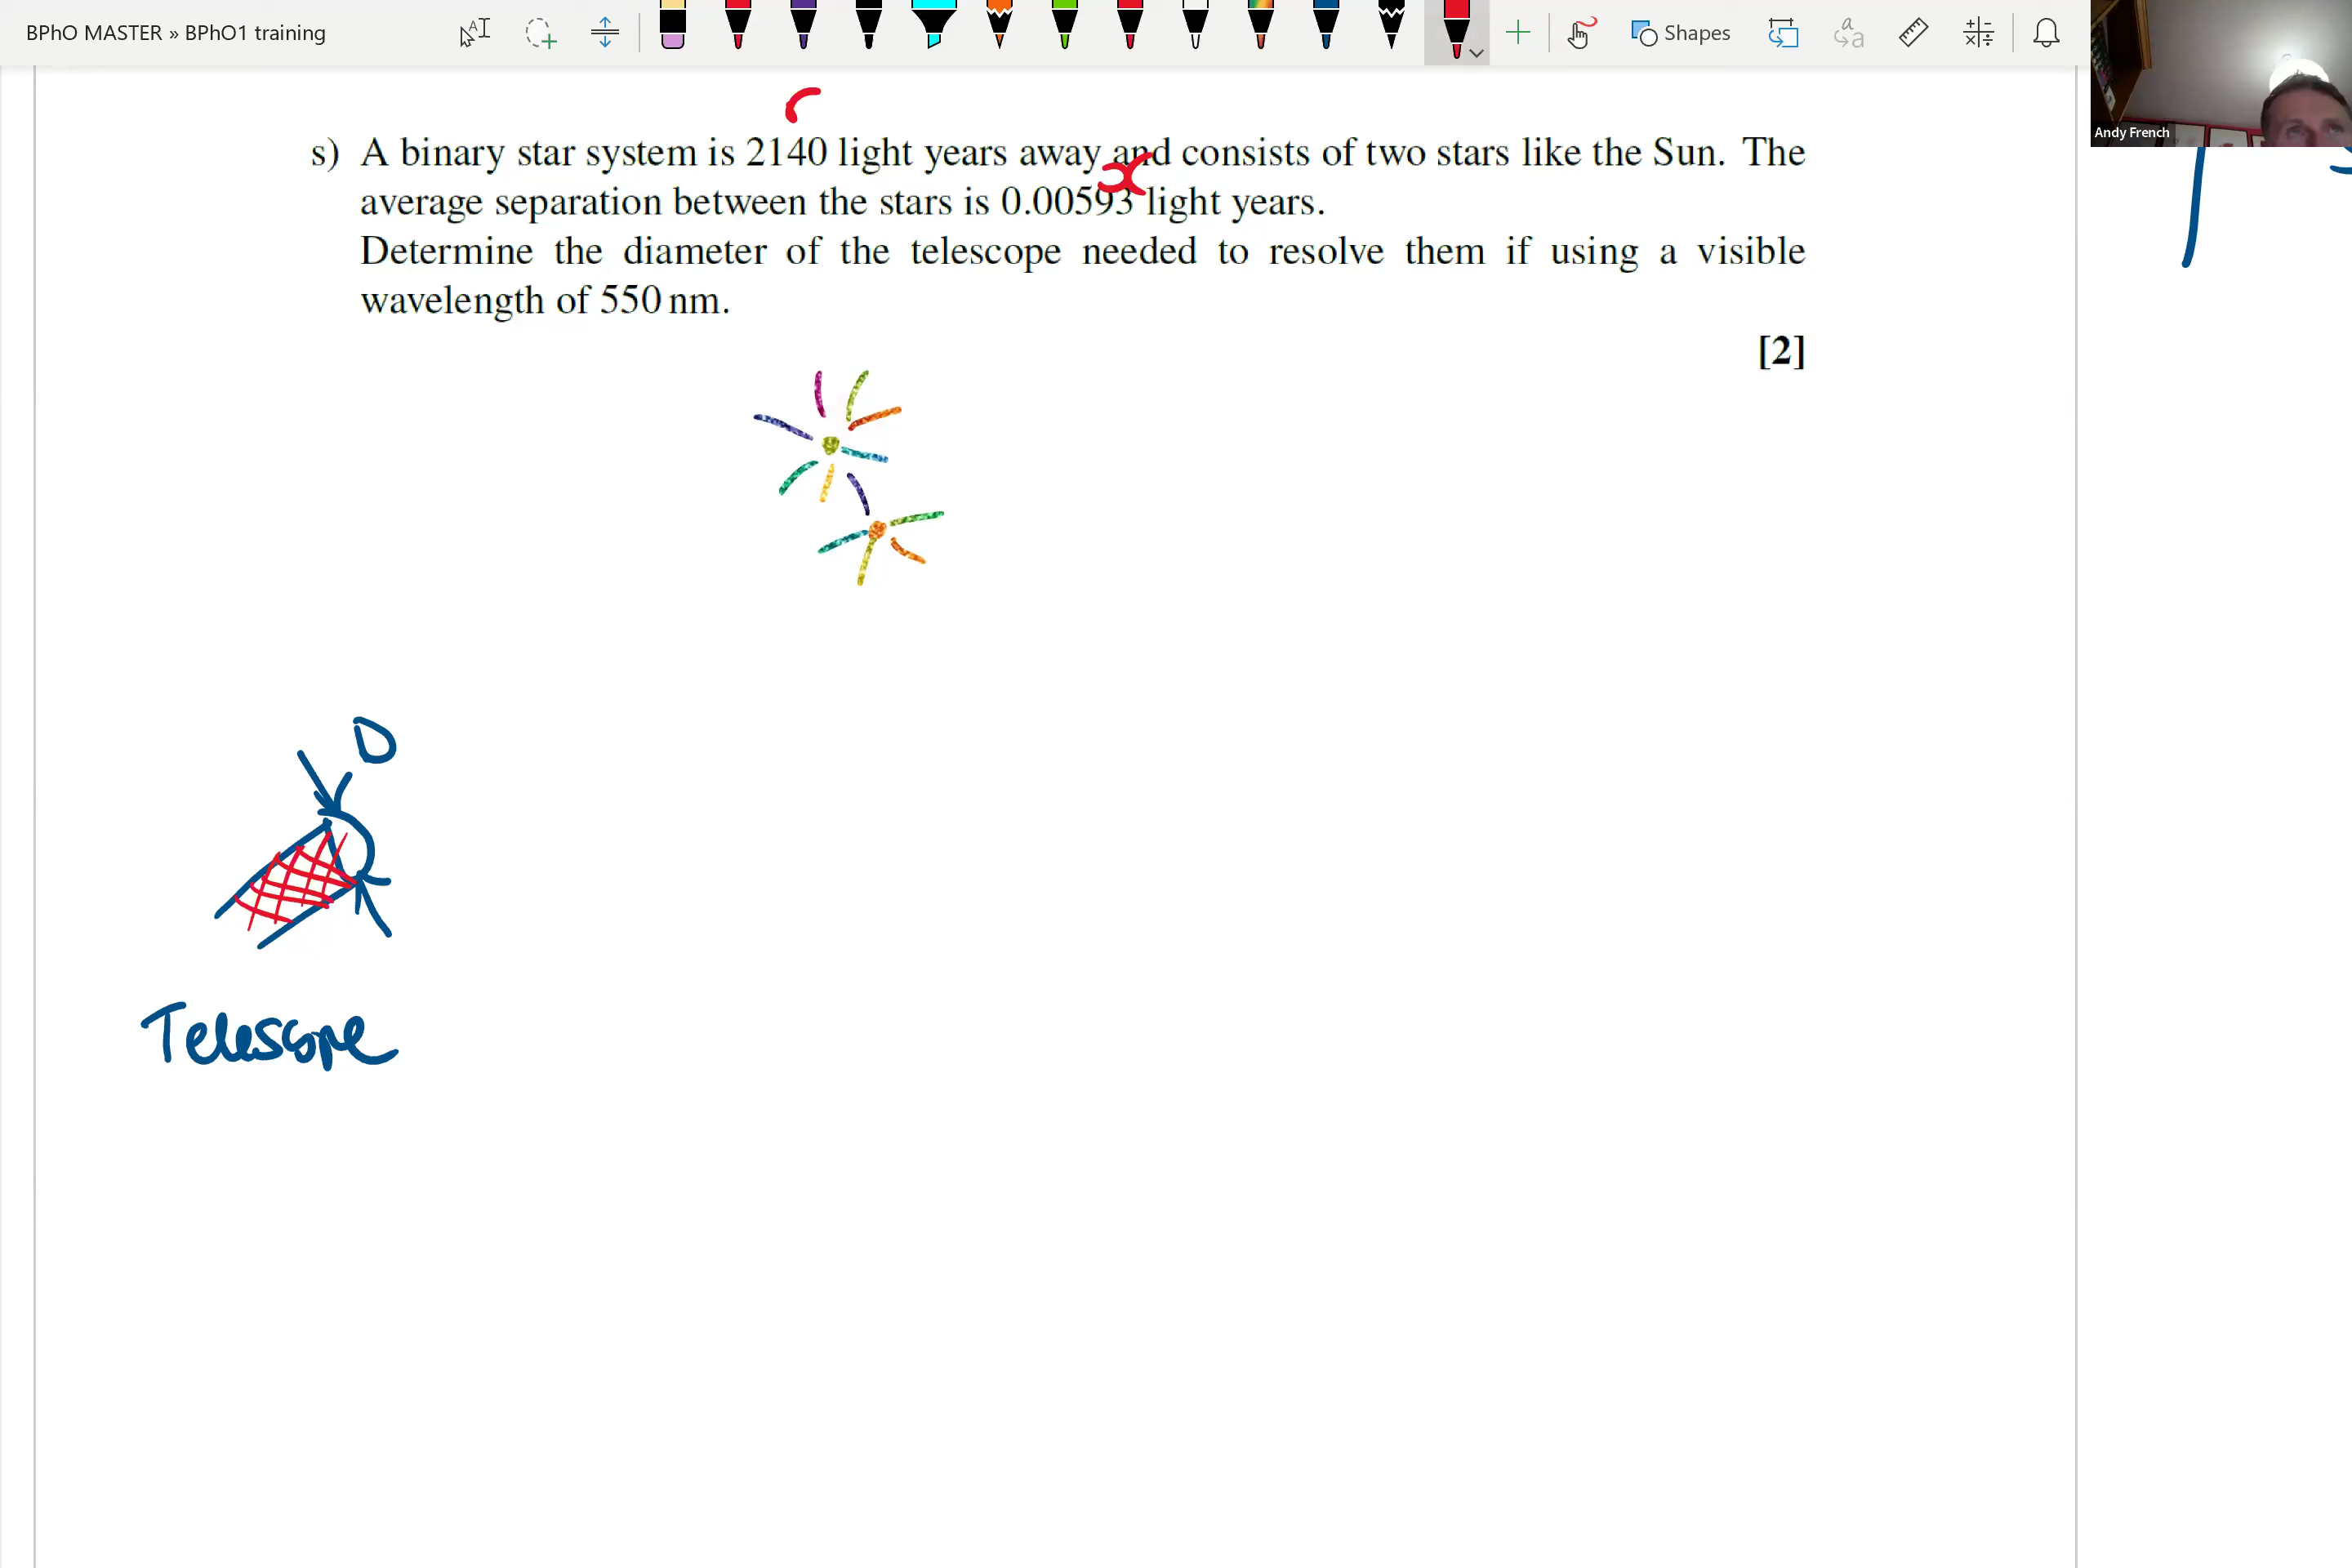 BPhO MASTER » BPhO1 training
Shapes
Andy French
r
s) A binary star system is 2140 light years away and consists of two stars like the Sun. The
x
average separation between the stars is 0.00593 light years.
Determine the diameter of the telescope needed to resolve them if using a visible
wavelength of 550 nm.
[2]
D
Telescope